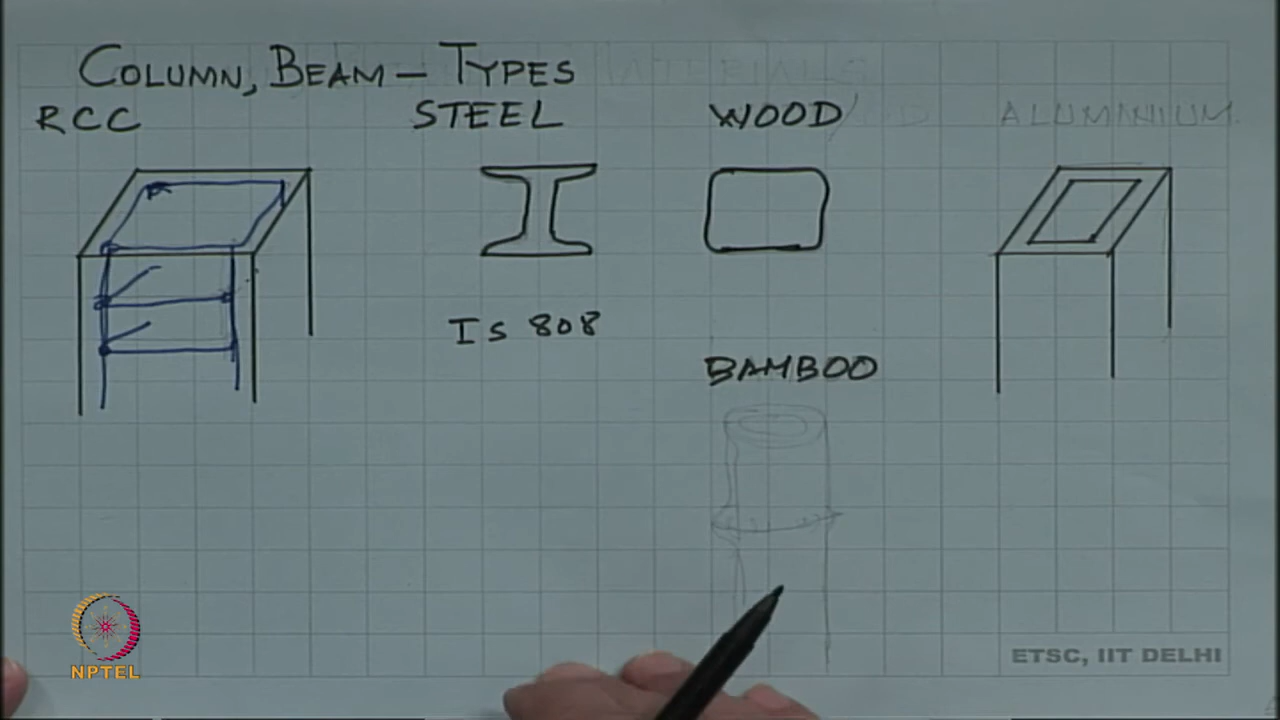 COLUMN, BEAM – TYPES
RCC STEEL WOOD ALUMINIUM
IS 808
BAMBOO
NPTEL
ETSC, IIT DELHI